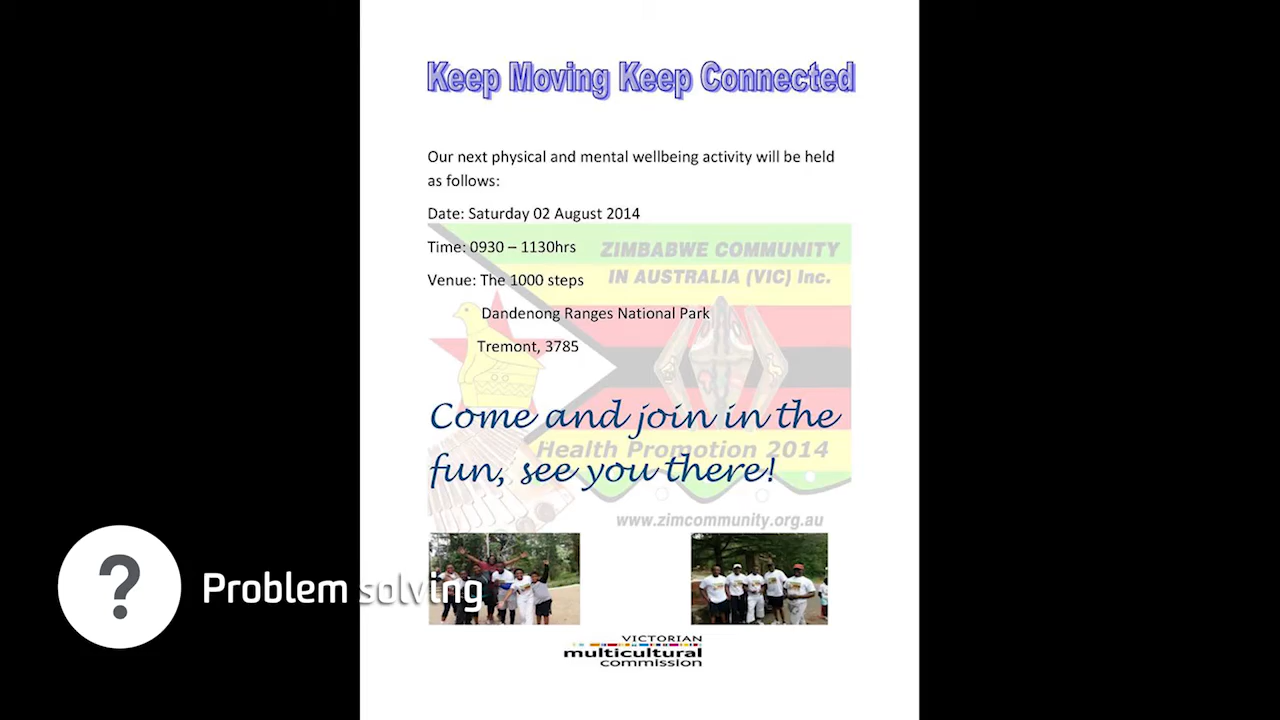 Keep Moving Keep Connected
Our next physical and mental wellbeing activity will be held
as follows:
Date: Saturday 02 August 2014
Time: 0930 – 1130hrs
ZIMBABWE COMMUNITY
IN AUSTRALIA (VIC) Inc.
Venue: The 1000 steps
Dandenong Ranges National Park
Tremont, 3785
Come and join in the
Health Promotion 2014
fun, see you there!
www.zimcommunity.org.au
? Problem solving
VICTORIAN
multicultural
commission